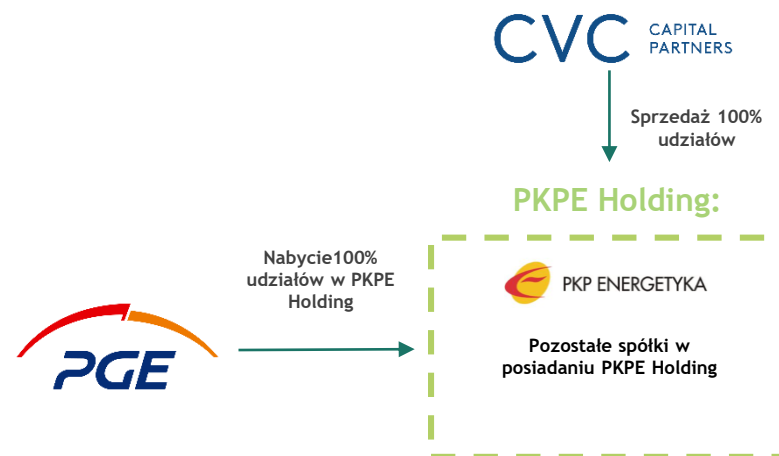 CVC CAPITAL
PARTNERS
Sprzedaż 100%
udziałów
PKPE Holding:
Nabycie100%
udziałów w PKPE
Holding
PKP ENERGETYKA
Pozostałe spółki w
posiadaniu PKPE Holding
PGE